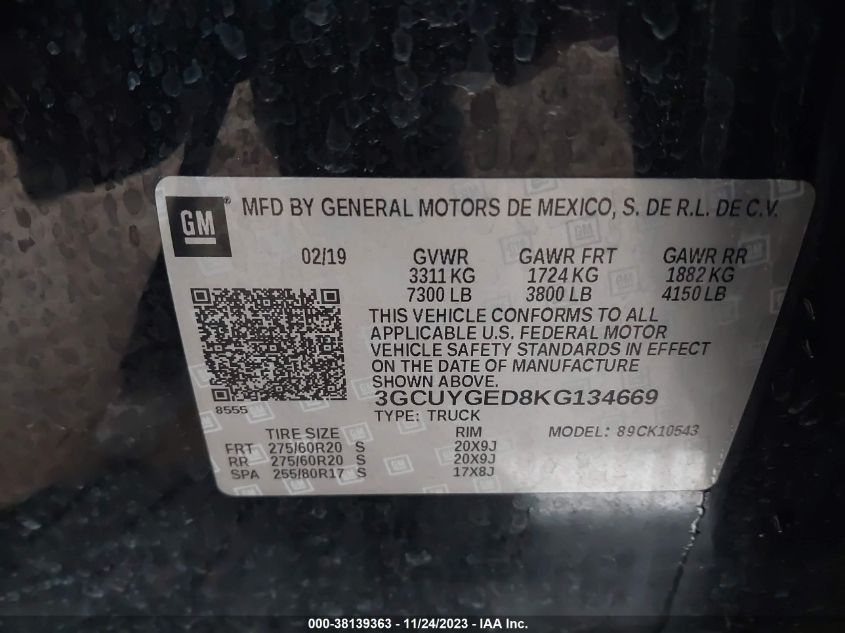 GM ® MFD BY GENERAL MOTORS DE MEXICO, S. DE R.L. DE C.V.
02/19 GVWR GAWR FRT GAWR RR
3311 KG 1724 KG 1882 KG
7300 LB 3800 LB 4150 LB
THIS VEHICLE CONFORMS TO ALL
APPLICABLE U.S. FEDERAL MOTOR
VEHICLE SAFETY STANDARDS IN EFFECT
ON THE DATE OF MANUFACTURE
SHOWN ABOVE.
3GCUYGED8KG134669
8555
TYPE: TRUCK
TIRE SIZE RIM MODEL: 89CK10543
FRT 275/60R20 S 20X9J
RR 275/60R20 S 20X9J
SPA 255/80R17 S 17X8J
000-38139363 - 11/24/2023 - IAA Inc.